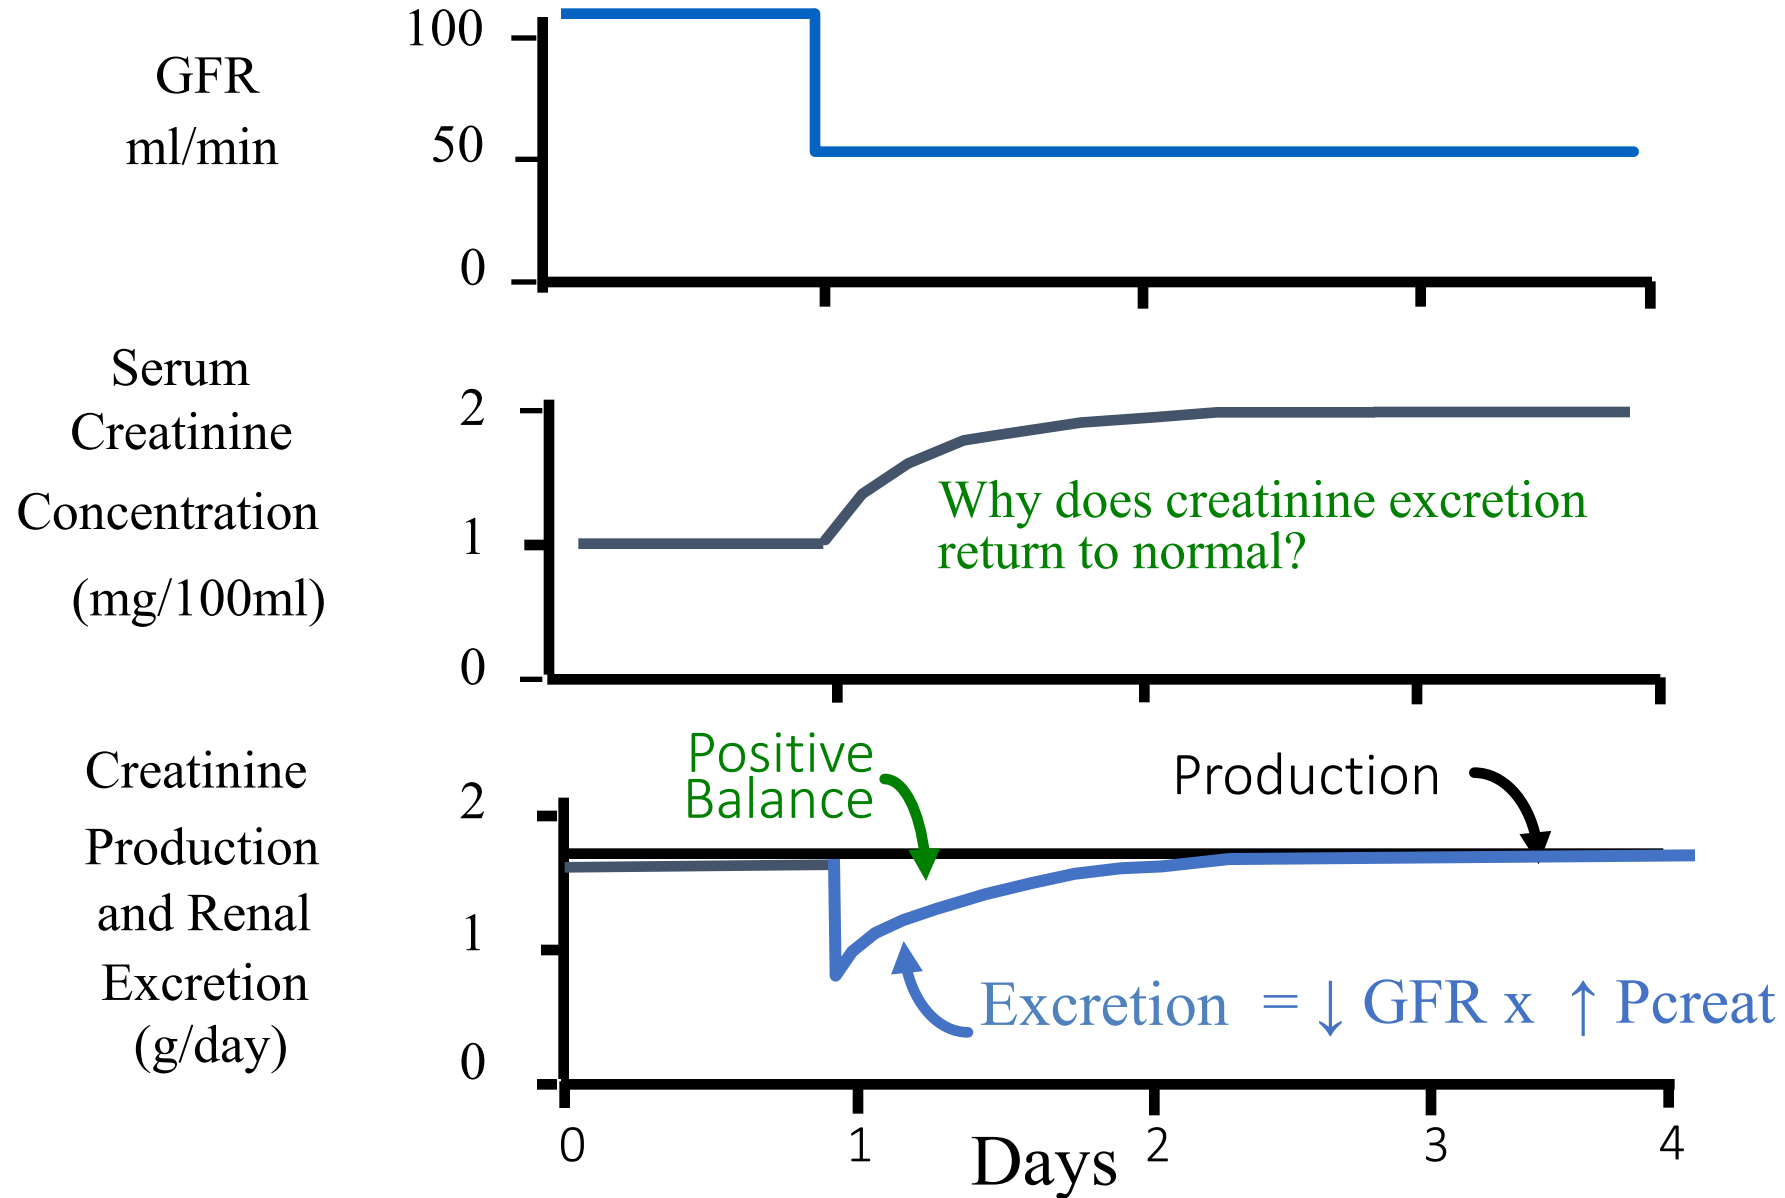 GFR
ml/min
100
50
0
Serum
Creatinine
Concentration
(mg/100ml)
2
1
0
Why does creatinine excretion
return to normal?
Creatinine
Production
and Renal
Excretion
(g/day)
2
1
0
Positive
Balance
Production
Excretion = ↓ GFR x ↑ Pcreat
0 1 2 3 4
Days